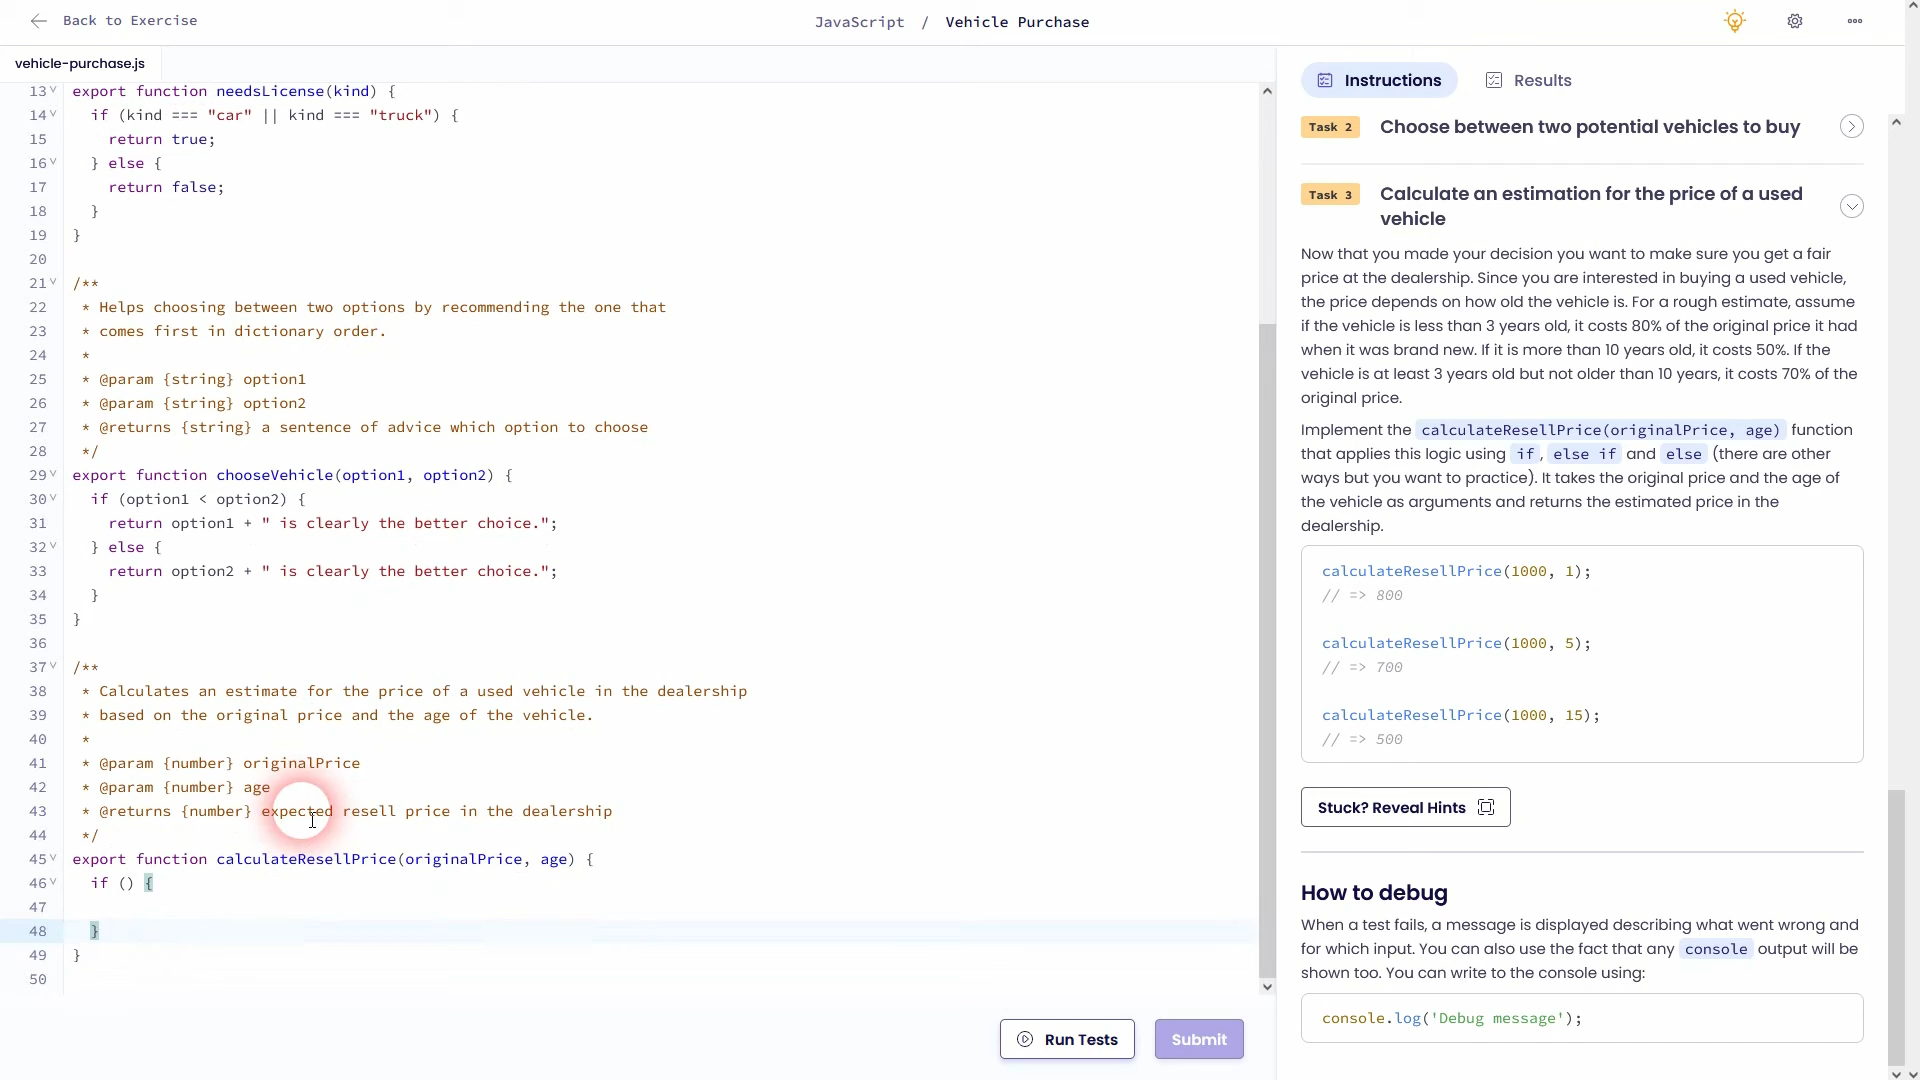 Back to Exercise
JavaScript / Vehicle Purchase
vehicle-purchase.js
13 export function needsLicense(kind) {
14 if (kind === "car" || kind === "truck") {
15 return true;
16 } else {
17 return false;
18 }
19 }
20
21 /**
22 * Helps choosing between two options by recommending the one that
23 * comes first in dictionary order.
24 *
25 * @param {string} option1
26 * @param {string} option2
27 * @returns {string} a sentence of advice which option to choose
28 */
29 export function chooseVehicle(option1, option2) {
30 if (option1 < option2) {
31 return option1 + " is clearly the better choice.";
32 } else {
33 return option2 + " is clearly the better choice.";
34 }
35 }
36
37 /**
38 * Calculates an estimate for the price of a used vehicle in the dealership
39 * based on the original price and the age of the vehicle.
40 *
41 * @param {number} originalPrice
42 * @param {number} age
43 * @returns {number} expected resell price in the dealership
44 */
45 export function calculateResellPrice(originalPrice, age) {
46 if () {
47
48 }
49 }
50
Run Tests
Submit
Instructions
Results
Task 2 Choose between two potential vehicles to buy
Task 3 Calculate an estimation for the price of a used
vehicle
Now that you made your decision you want to make sure you get a fair
price at the dealership. Since you are interested in buying a used vehicle,
the price depends on how old the vehicle is. For a rough estimate, assume
if the vehicle is less than 3 years old, it costs 80% of the original price it had
when it was brand new. If it is more than 10 years old, it costs 50%. If the
vehicle is at least 3 years old but not older than 10 years, it costs 70% of the
original price.
Implement the calculateResellPrice(originalPrice, age) function
that applies this logic using if, else if and else (there are other
ways but you want to practice). It takes the original price and the age of
the vehicle as arguments and returns the estimated price in the
dealership.
calculateResellPrice(1000, 1);
// => 800
calculateResellPrice(1000, 5);
// => 700
calculateResellPrice(1000, 15);
// => 500
Stuck? Reveal Hints
How to debug
When a test fails, a message is displayed describing what went wrong and
for which input. You can also use the fact that any console output will be
shown too. You can write to the console using:
console.log('Debug message');